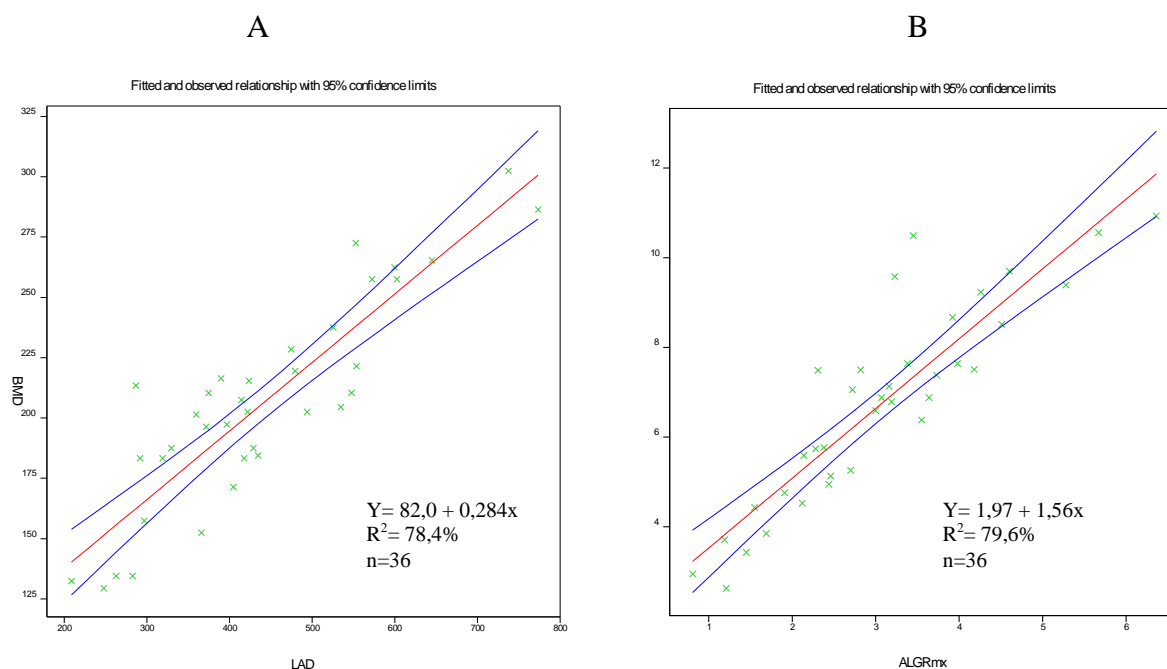 A
B
Fitted and observed relationship with 95% confidence limits
325
300
275
250
225
200
175
150
125
BMD
200 300 400 500 600 700 800
LAD
Y= 82,0 + 0,284x
R²= 78,4%
n=36
Fitted and observed relationship with 95% confidence limits
12
10
8
6
4
1 2 3 4 5 6
ALGRmx
Y= 1,97 + 1,56x
R²= 79,6%
n=36